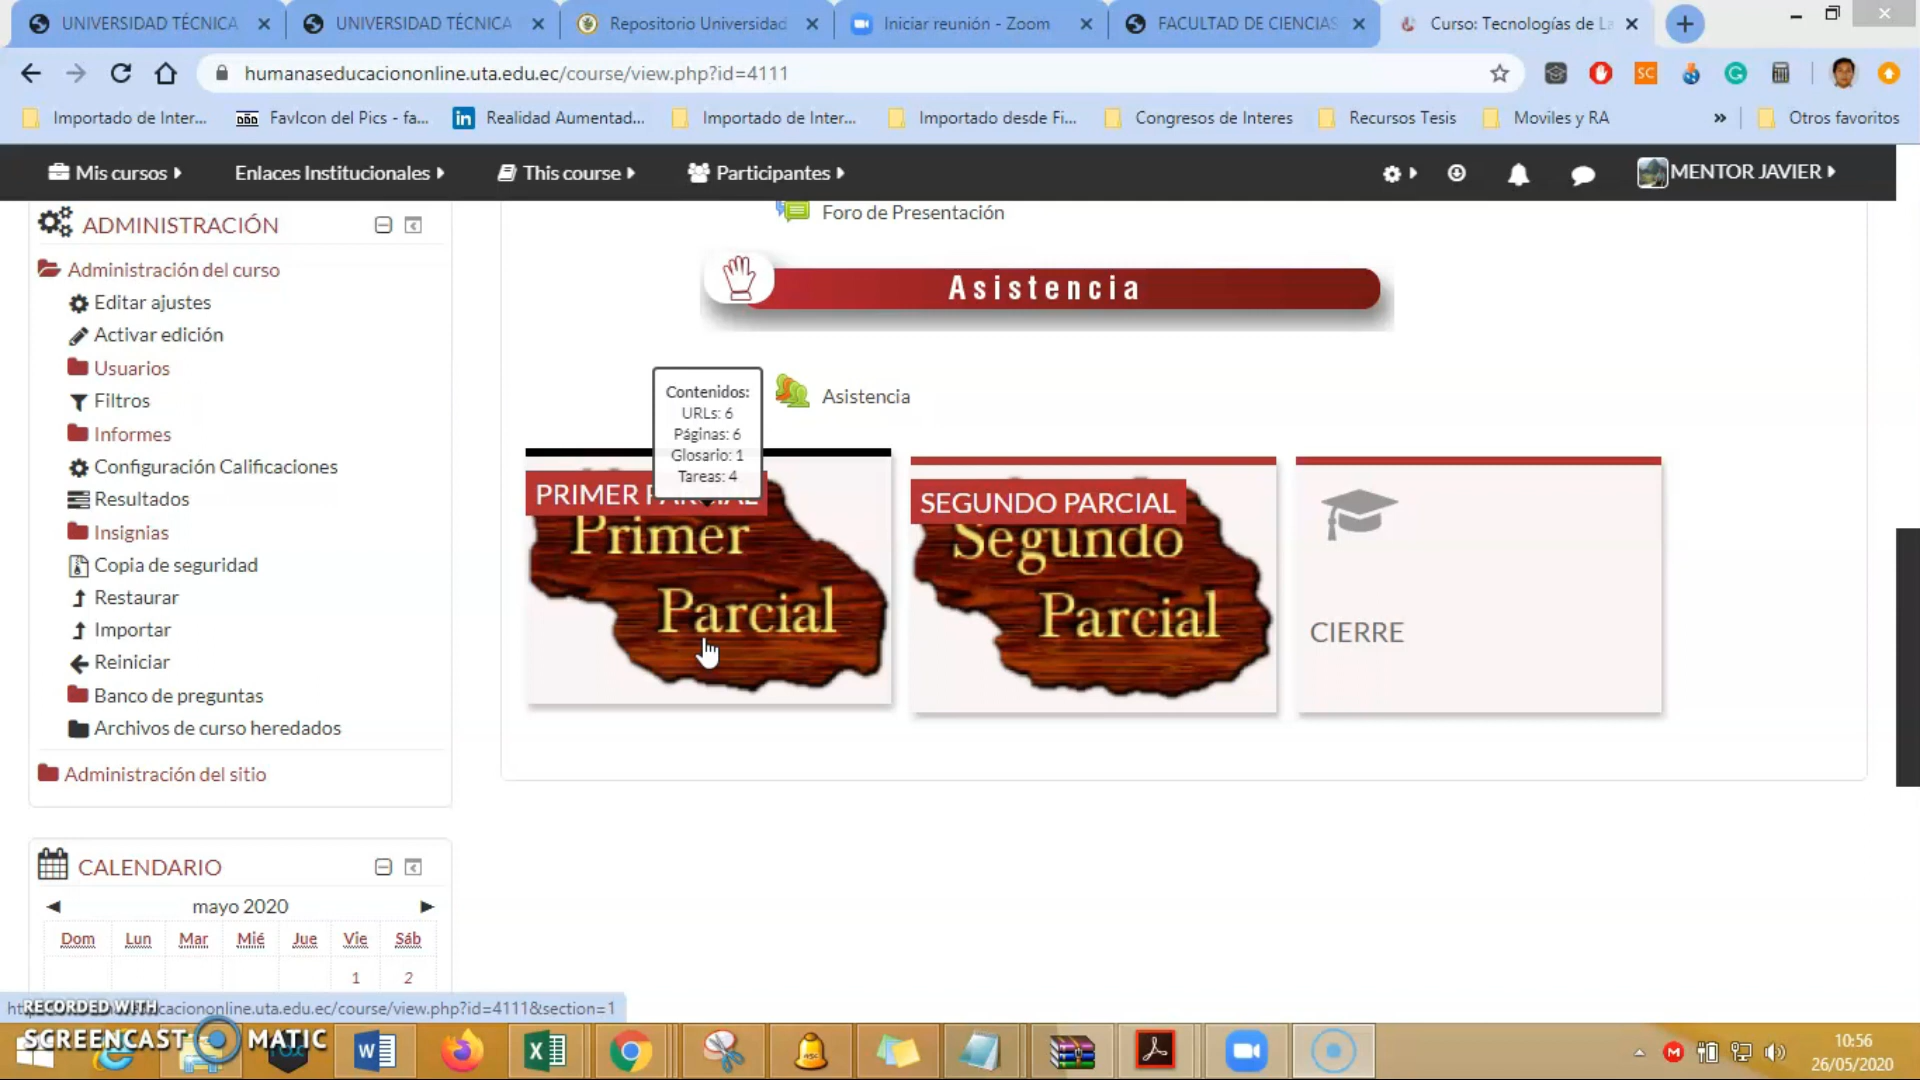 UNIVERSIDAD TÉCNICA
UNIVERSIDAD TÉCNICA
Repositorio Universidad
Iniciar reunión - Zoom
FACULTAD DE CIENCIAS
Curso: Tecnologías de La
humanaseducaciononline.uta.edu.ec/course/view.php?id=4111
Importado de Inter...
FavIcon del Pics - fa...
Realidad Aumentad...
Importado de Inter...
Importado desde Fi...
Congresos de Interes
Recursos Tesis
Moviles y RA
Otros favoritos
Mis cursos
Enlaces Institucionales
This course
Participantes
MENTOR JAVIER
ADMINISTRACIÓN
Administración del curso
Editar ajustes
Activar edición
Usuarios
Filtros
Informes
Configuración Calificaciones
Resultados
Insignias
Copia de seguridad
Restaurar
Importar
Reiniciar
Banco de preguntas
Archivos de curso heredados
Administración del sitio
CALENDARIO
mayo 2020
Dom Lun Mar Mié Jue Vie Sáb
1 2
Foro de Presentación
Asistencia
Asistencia
Contenidos:
URLs: 6
Páginas: 6
Glosario: 1
Tareas: 4
PRIMER
Primer
Parcial
SEGUNDO PARCIAL
Segundo
Parcial
CIERRE
caciononline.uta.edu.ec/course/view.php?id=4111&section=1
RECORDED WITH
SCREENCAST MATIC
10:56
26/05/2020